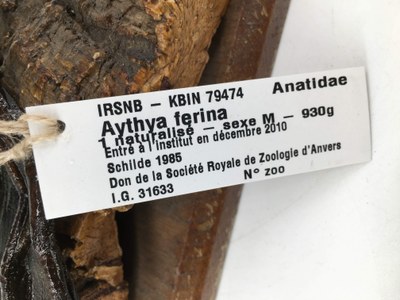 IRSNB – KBIN 79474 Anatidae
Aythya ferina
1 naturalisé – sexe M – 930g
Entré à l'Institut en décembre 2010
Schilde 1985
Don de la Société Royale de Zoologie d'Anvers
I.G. 31633 N° zoo